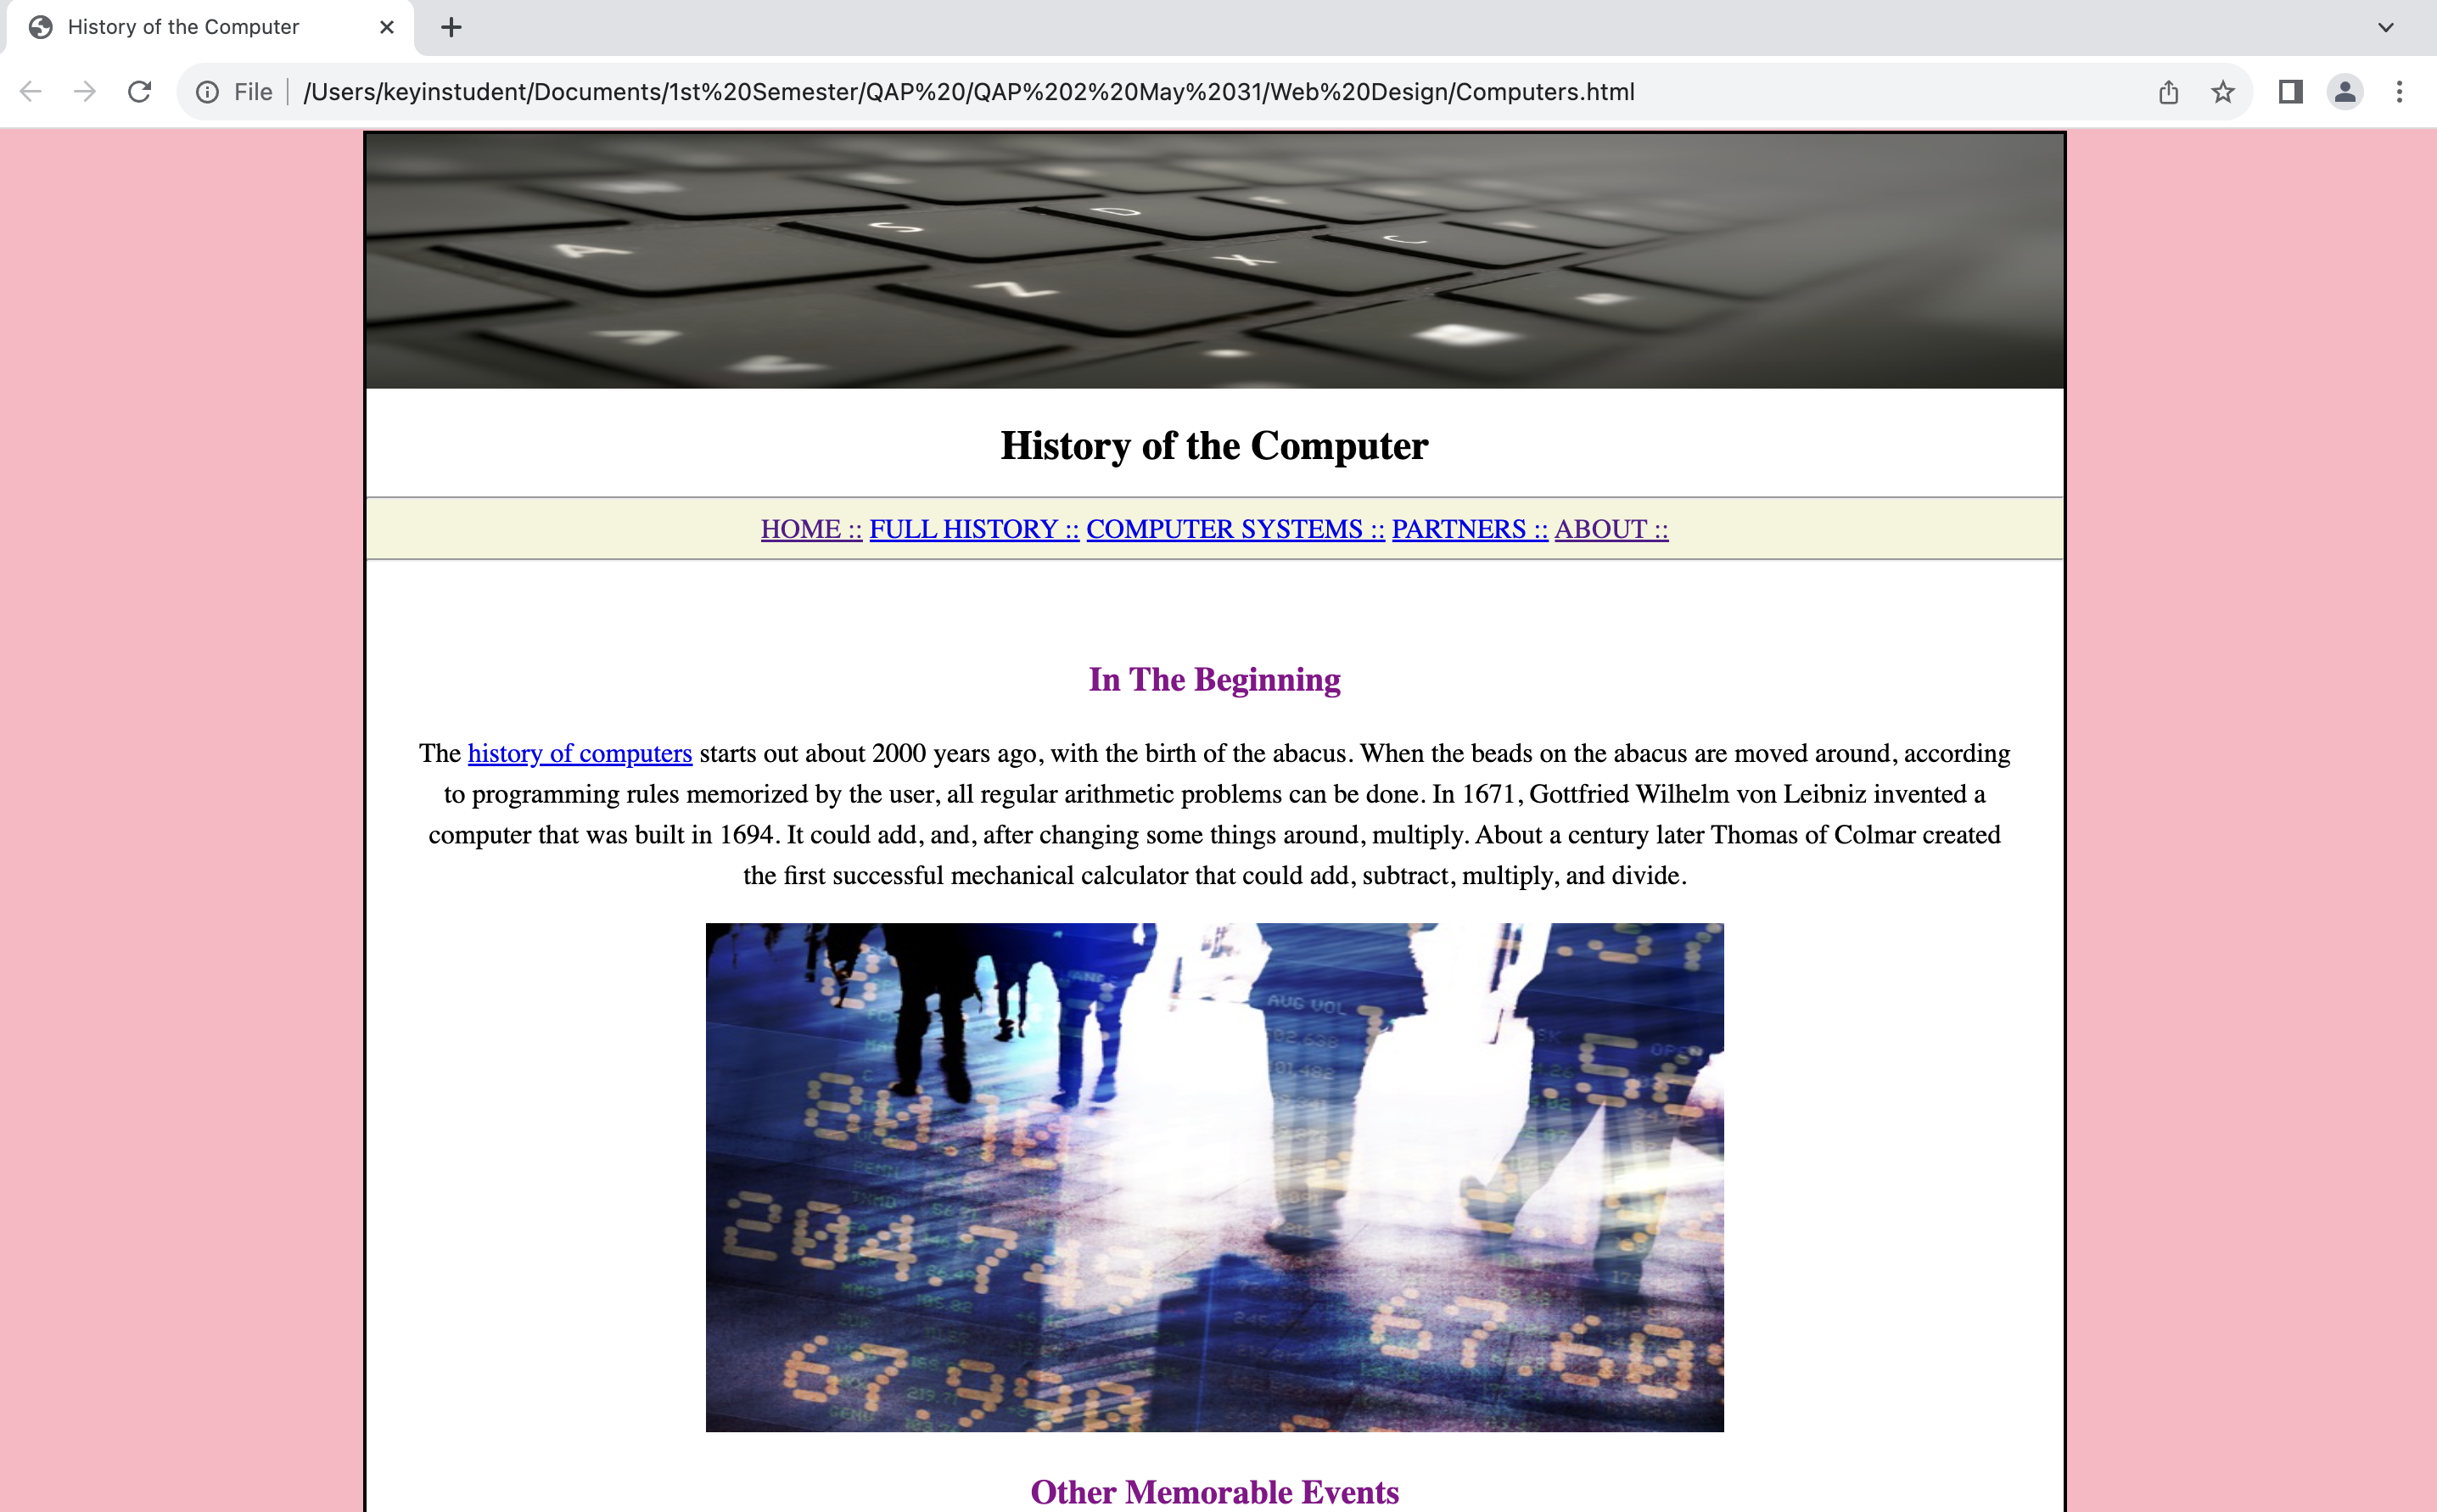 History of the Computer
File /Users/keyinstudent/Documents/1st%20Semester/QAP%20/QAP%202%20May%2031/Web%20Design/Computers.html
A S D
Z X C
History of the Computer
HOME :: FULL HISTORY :: COMPUTER SYSTEMS :: PARTNERS :: ABOUT ::
In The Beginning
The history of computers starts out about 2000 years ago, with the birth of the abacus. When the beads on the abacus are moved around, according
to programming rules memorized by the user, all regular arithmetic problems can be done. In 1671, Gottfried Wilhelm von Leibniz invented a
computer that was built in 1694. It could add, and, after changing some things around, multiply. About a century later Thomas of Colmar created
the first successful mechanical calculator that could add, subtract, multiply, and divide.
AVG VOL
OPEN
67.60
Other Memorable Events